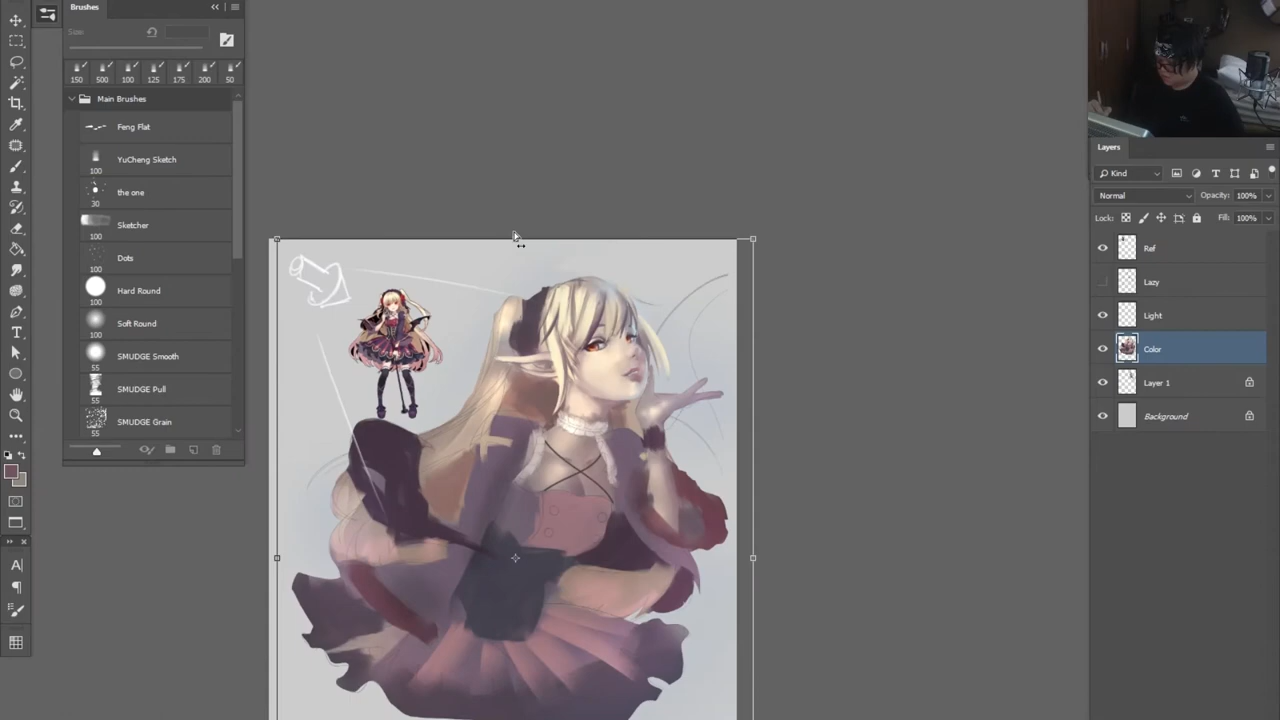 Brushes
Size:
150 500 100 125 175 200 50
Main Brushes
Feng Flat
YuCheng Sketch
100
the one
30
Sketcher
100
Dots
100
Hard Round
100
Soft Round
100
SMUDGE Smooth
55
SMUDGE Pull
55
SMUDGE Grain
55
Layers
Kind
Normal Opacity: 100%
Lock: Fill: 100%
Ref
Lazy
Light
Color
Layer 1
Background